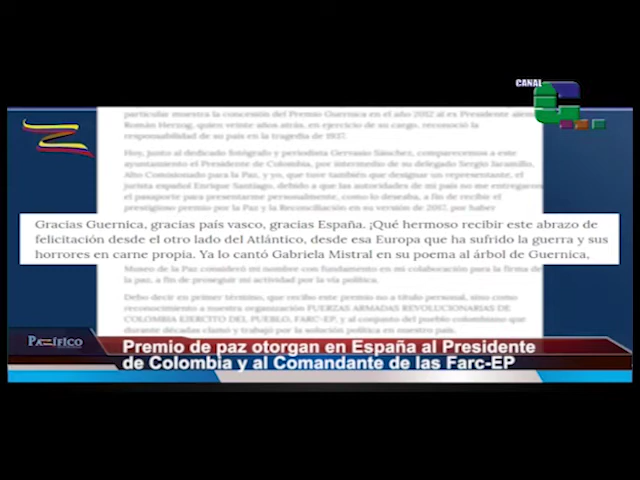 CANAL
particular muestra la concesión del Premio Guernica en el año 2012 al ex Presidente alemán
Román Herzog, quien veinte años atrás, en ejercicio de su cargo, reconoció la
responsabilidad de su país en la tragedia de 1937.
Hoy, junto al dedicado fotógrafo y periodista Gervasio Sánchez, comparecemos a este
ayuntamiento el Presidente de Colombia, por intermedio de su delegado Sergio Jaramillo,
Alto Comisionado para la Paz, y yo, que tuve también que designar un representante, el
jurista español Enrique Santiago, debido a que las autoridades de mi país no me entregaron
el pasaporte para presentarme personalmente, como lo deseaba, a fin de recibir el
prestigioso premio por la Paz y la Reconciliación en su versión de 2017, por haber
Gracias Guernica, gracias país vasco, gracias España. ¡Qué hermoso recibir este abrazo de
felicitación desde el otro lado del Atlántico, desde esa Europa que ha sufrido la guerra y sus
horrores en carne propia. Ya lo cantó Gabriela Mistral en su poema al árbol de Guernica,
Museo de la Paz consideró mi nombre con fundamento en mi colaboración para la firma de
la paz, a fin de proseguir mi actividad por la vía política.
Debo decir en primer término, que recibo este premio no a título personal, sino como
reconocimiento a nuestra organización FUERZAS ARMADAS REVOLUCIONARIAS DE
COLOMBIA EJERCITO DEL PUEBLO, FARC-EP, y al conjunto del pueblo colombiano que
durante décadas clamó y trabajó por la solución política en nuestro país.
PAZÍFICO
Premio de paz otorgan en España al Presidente
de Colombia y al Comandante de las Farc-EP